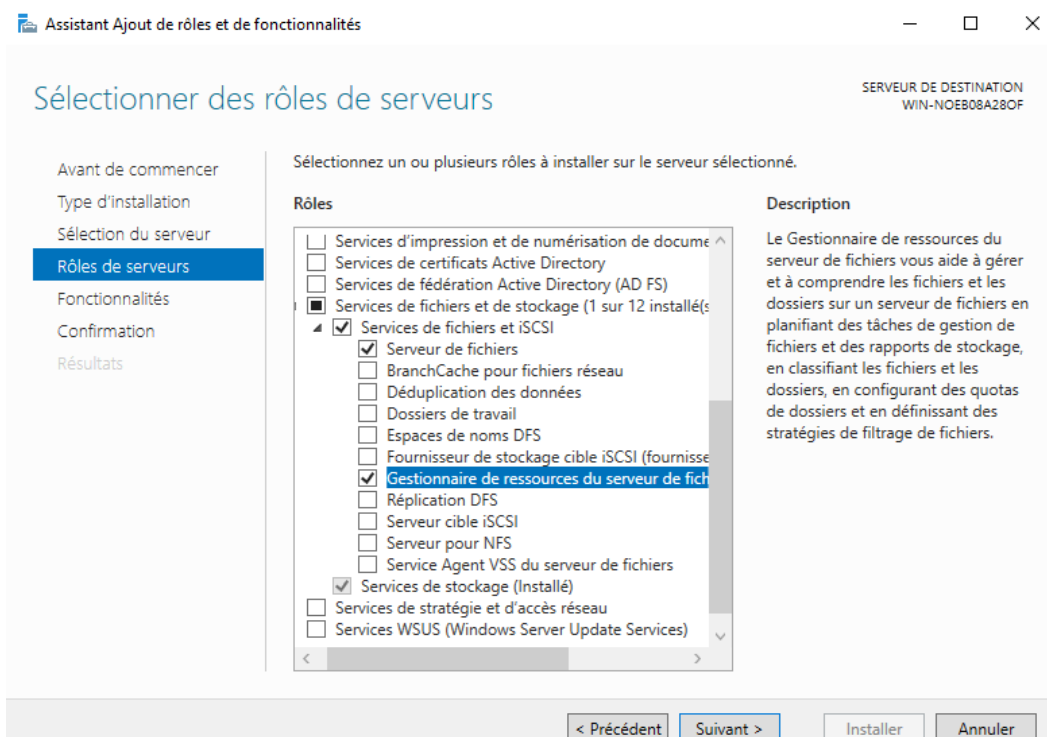 Assistant Ajout de rôles et de fonctionnalités
Sélectionner des rôles de serveurs
SERVEUR DE DESTINATION
WIN-NOEB08A28OF
Avant de commencer
Type d'installation
Sélection du serveur
Rôles de serveurs
Fonctionnalités
Confirmation
Résultats
Sélectionnez un ou plusieurs rôles à installer sur le serveur sélectionné.
Rôles
Services d'impression et de numérisation de docume
Services de certificats Active Directory
Services de fédération Active Directory (AD FS)
Services de fichiers et de stockage (1 sur 12 installé(s
Services de fichiers et iSCSI
Serveur de fichiers
BranchCache pour fichiers réseau
Déduplication des données
Dossiers de travail
Espaces de noms DFS
Fournisseur de stockage cible iSCSI (fournisse
Gestionnaire de ressources du serveur de fich
Réplication DFS
Serveur cible iSCSI
Serveur pour NFS
Service Agent VSS du serveur de fichiers
Services de stockage (Installé)
Services de stratégie et d'accès réseau
Services WSUS (Windows Server Update Services)
Description
Le Gestionnaire de ressources du
serveur de fichiers vous aide à gérer
et à comprendre les fichiers et les
dossiers sur un serveur de fichiers en
planifiant des tâches de gestion de
fichiers et des rapports de stockage,
en classifiant les fichiers et les
dossiers, en configurant des quotas
de dossiers et en définissant des
stratégies de filtrage de fichiers.
< Précédent
Suivant >
Installer
Annuler